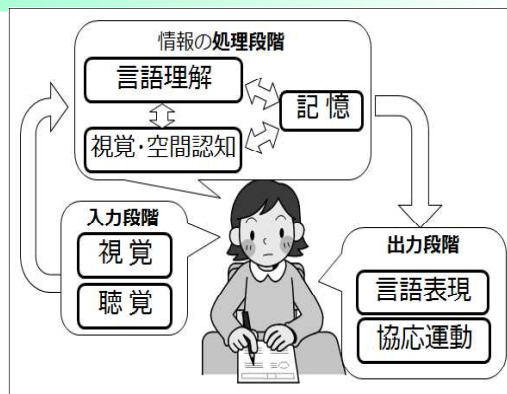 情報の処理段階
言語理解
記憶
視覚・空間認知
入力段階
視覚
聴覚
出力段階
言語表現
協応運動